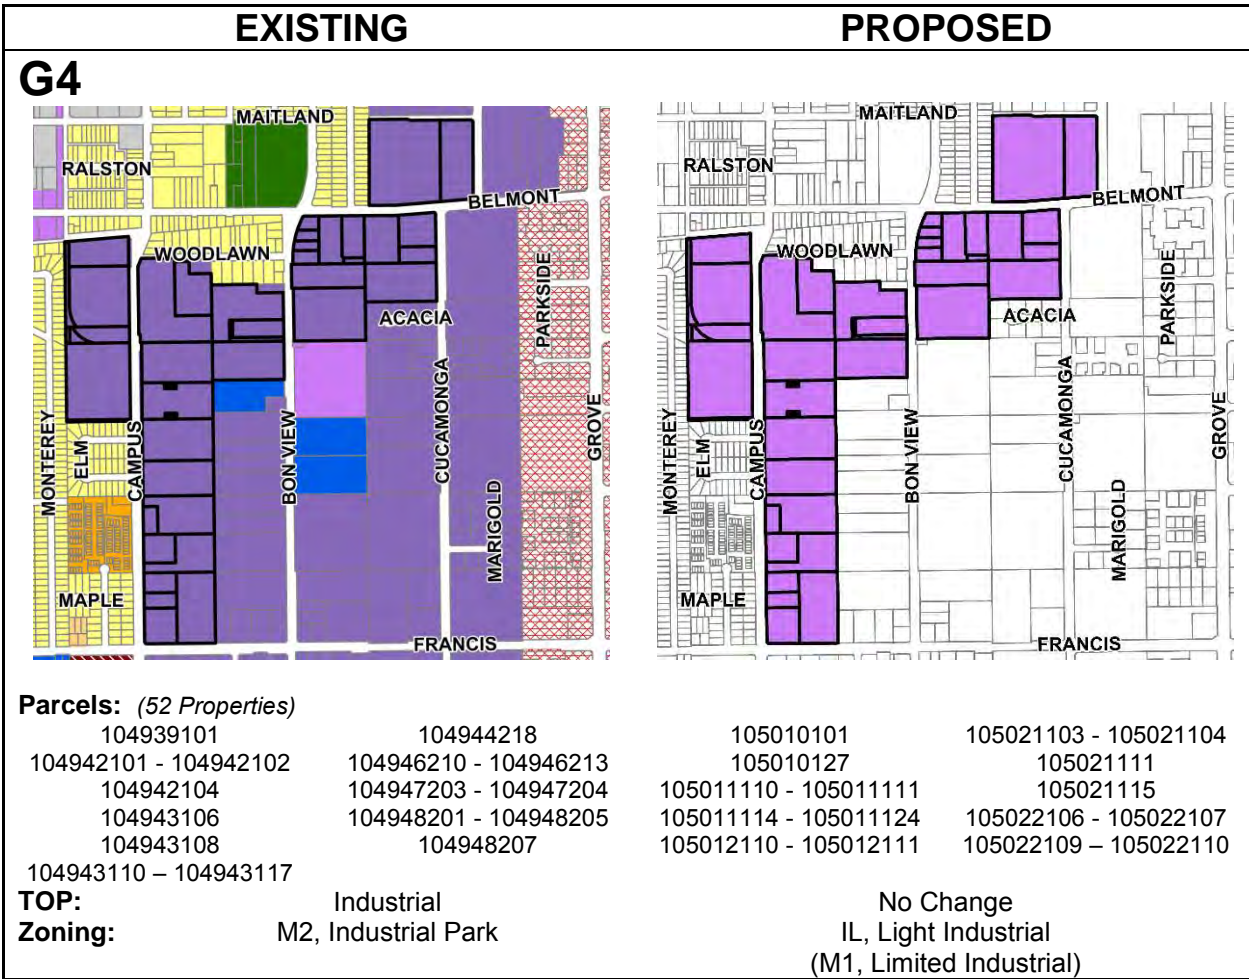 EXISTING PROPOSED
G4
MAITLAND
RALSTON
BELMONT
WOODLAWN
ACACIA
PARKSIDE
CUCAMONGA
GROVE
MONTEREY
ELM
CAMPUS
BON VIEW
MARIGOLD
MAPLE
FRANCIS
MAITLAND
RALSTON
BELMONT
WOODLAWN
ACACIA
PARKSIDE
CUCAMONGA
GROVE
MONTEREY
ELM
CAMPUS
BON VIEW
MARIGOLD
MAPLE
FRANCIS
Parcels: (52 Properties)
104939101 104944218 105010101 105021103 - 105021104
104942101 - 104942102 104946210 - 104946213 105010127 105021111
104942104 104947203 - 104947204 105011110 - 105011111 105021115
104943106 104948201 - 104948205 105011114 - 105011124 105022106 - 105022107
104943108 104948207 105012110 - 105012111 105022109 – 105022110
104943110 – 104943117
TOP: Industrial No Change
Zoning: M2, Industrial Park IL, Light Industrial
(M1, Limited Industrial)